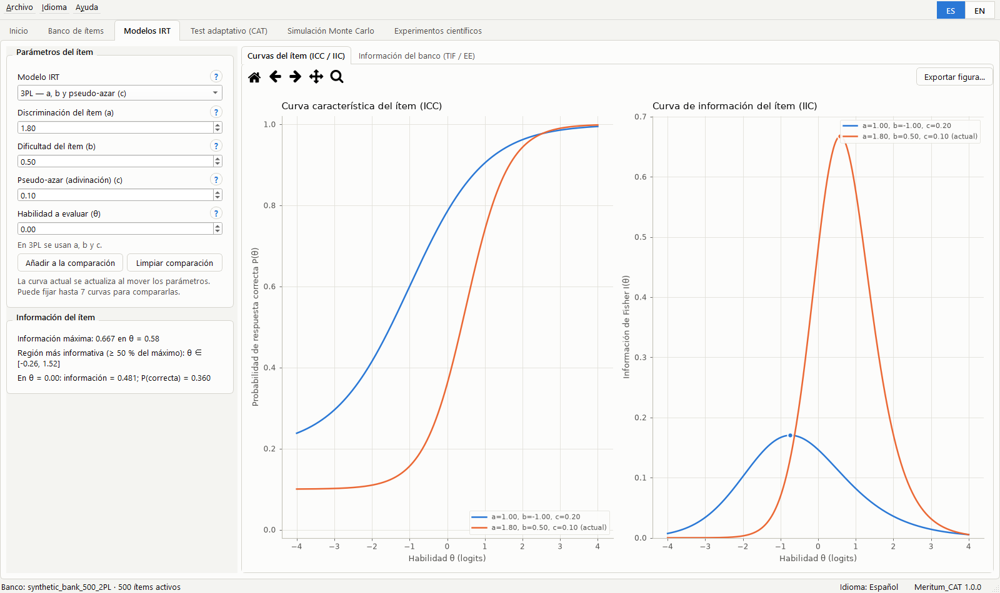 Archivo Idioma Ayuda
ES EN
Inicio Banco de ítems Modelos IRT Test adaptativo (CAT) Simulación Monte Carlo Experimentos científicos
Parámetros del ítem
Modelo IRT ?
3PL — a, b y pseudo-azar (c)
Discriminación del ítem (a) ?
1.80
Dificultad del ítem (b) ?
0.50
Pseudo-azar (adivinación) (c) ?
0.10
Habilidad a evaluar (θ) ?
0.00
En 3PL se usan a, b y c.
Añadir a la comparación Limpiar comparación
La curva actual se actualiza al mover los parámetros.
Puede fijar hasta 7 curvas para compararlas.
Información del ítem
Información máxima: 0.667 en θ = 0.58
Región más informativa (≥ 50 % del máximo): θ ∈
[-0.26, 1.52]
En θ = 0.00: información = 0.481; P(correcta) = 0.360
Curvas del ítem (ICC / IIC) Información del banco (TIF / EE)
Exportar figura...
Curva característica del ítem (ICC)
Probabilidad de respuesta correcta P(θ)
1.0
0.8
0.6
0.4
0.2
0.0
a=1.00, b=-1.00, c=0.20
a=1.80, b=0.50, c=0.10 (actual)
−4 −3 −2 −1 0 1 2 3 4
Habilidad θ (logits)
Curva de información del ítem (IIC)
Información de Fisher I(θ)
0.7
0.6
0.5
0.4
0.3
0.2
0.1
0.0
a=1.00, b=-1.00, c=0.20
a=1.80, b=0.50, c=0.10 (actual)
−4 −3 −2 −1 0 1 2 3 4
Habilidad θ (logits)
Banco: synthetic_bank_500_2PL · 500 ítems activos
Idioma: Español Meritum_CAT 1.0.0